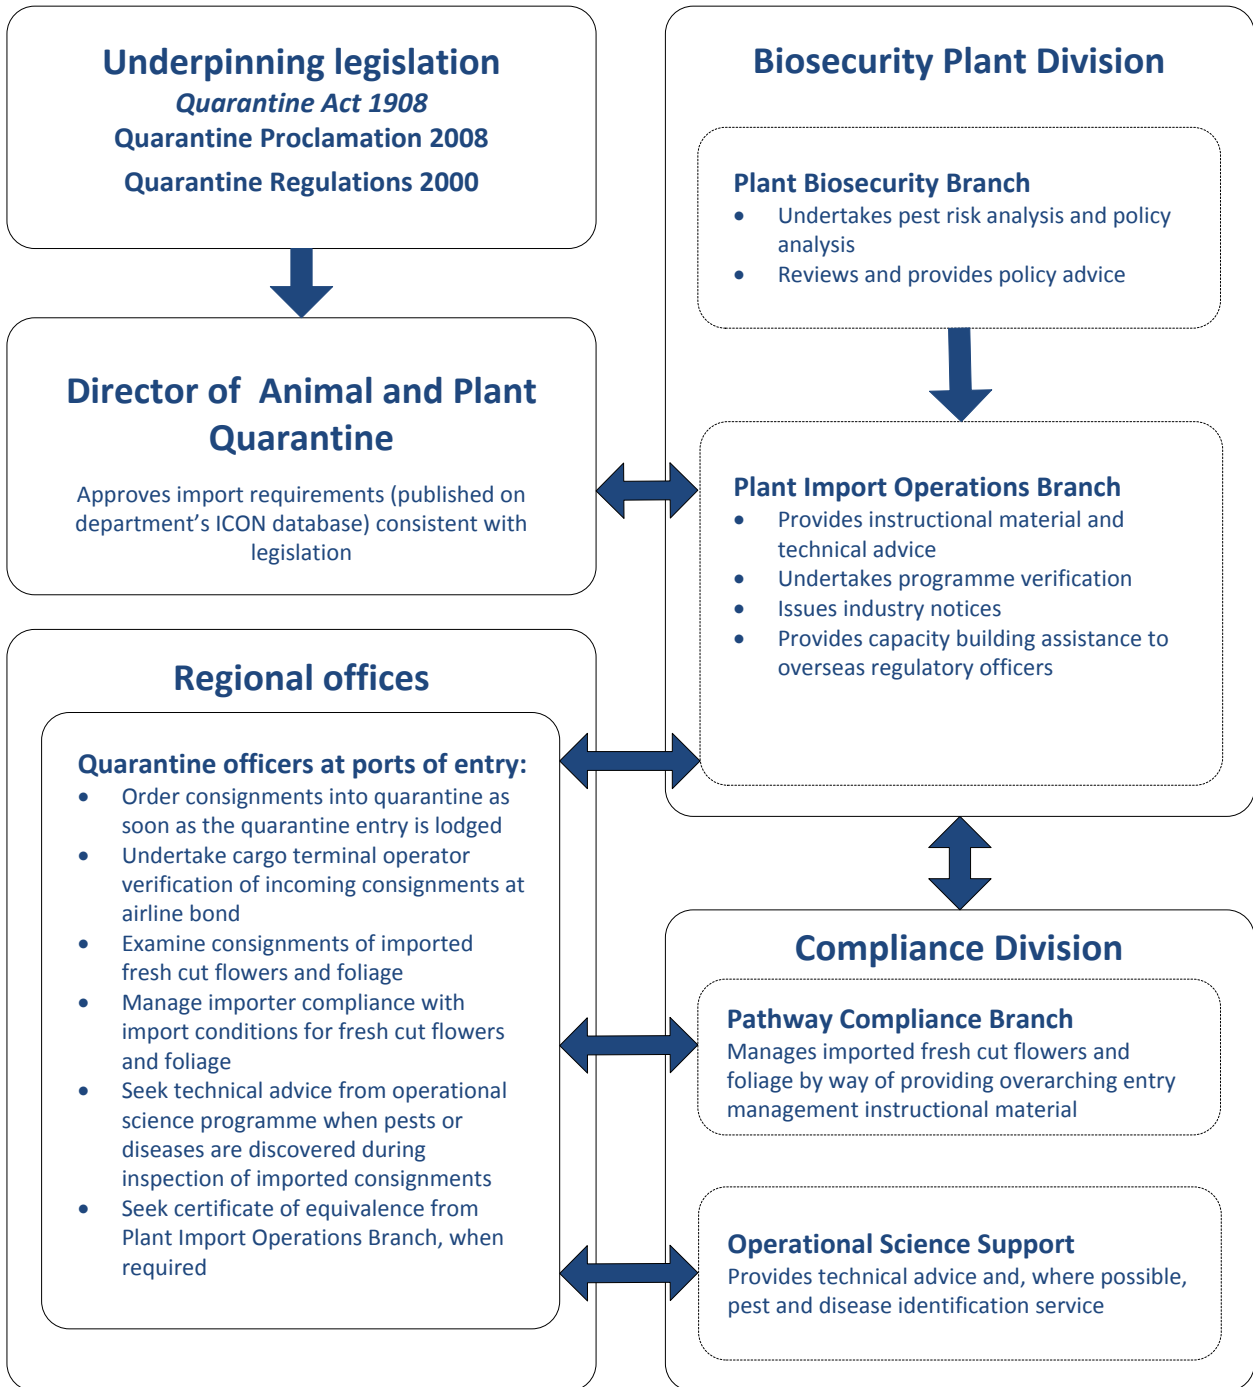 Underpinning legislation
Quarantine Act 1908
Quarantine Proclamation 2008
Quarantine Regulations 2000
Director of Animal and Plant
Quarantine
Approves import requirements (published on
department’s ICON database) consistent with
legislation
Regional offices
Quarantine officers at ports of entry:
• Order consignments into quarantine as
soon as the quarantine entry is lodged
• Undertake cargo terminal operator
verification of incoming consignments at
airline bond
• Examine consignments of imported
fresh cut flowers and foliage
• Manage importer compliance with
import conditions for fresh cut flowers
and foliage
• Seek technical advice from operational
science programme when pests or
diseases are discovered during
inspection of imported consignments
• Seek certificate of equivalence from
Plant Import Operations Branch, when
required
Biosecurity Plant Division
Plant Biosecurity Branch
• Undertakes pest risk analysis and policy
analysis
• Reviews and provides policy advice
Plant Import Operations Branch
• Provides instructional material and
technical advice
• Undertakes programme verification
• Issues industry notices
• Provides capacity building assistance to
overseas regulatory officers
Compliance Division
Pathway Compliance Branch
Manages imported fresh cut flowers and
foliage by way of providing overarching entry
management instructional material
Operational Science Support
Provides technical advice and, where possible,
pest and disease identification service